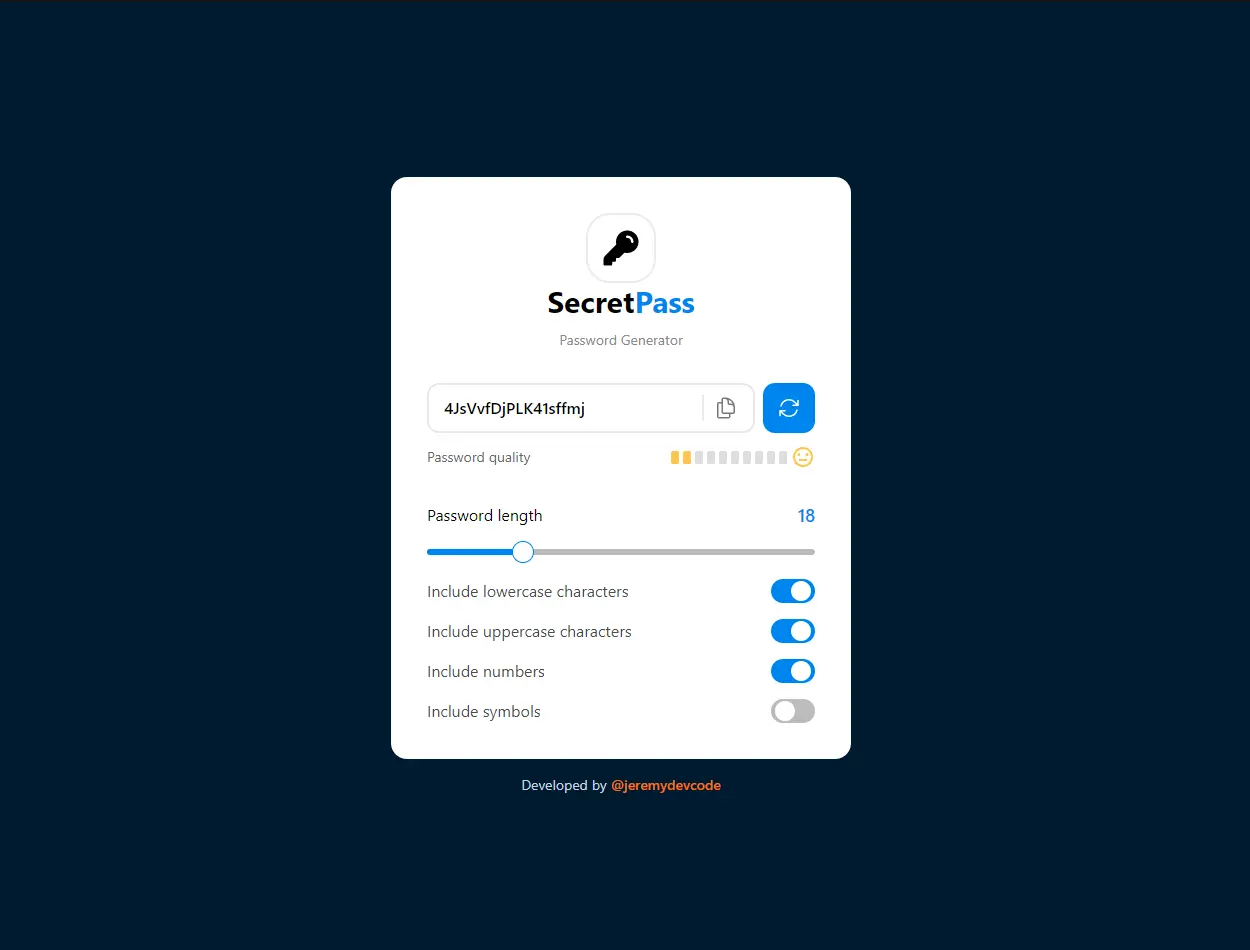 SecretPass
Password Generator
4JsVvfDjPLK41sffmj
Password quality
Password length 18
Include lowercase characters
Include uppercase characters
Include numbers
Include symbols
Developed by @jeremydevcode